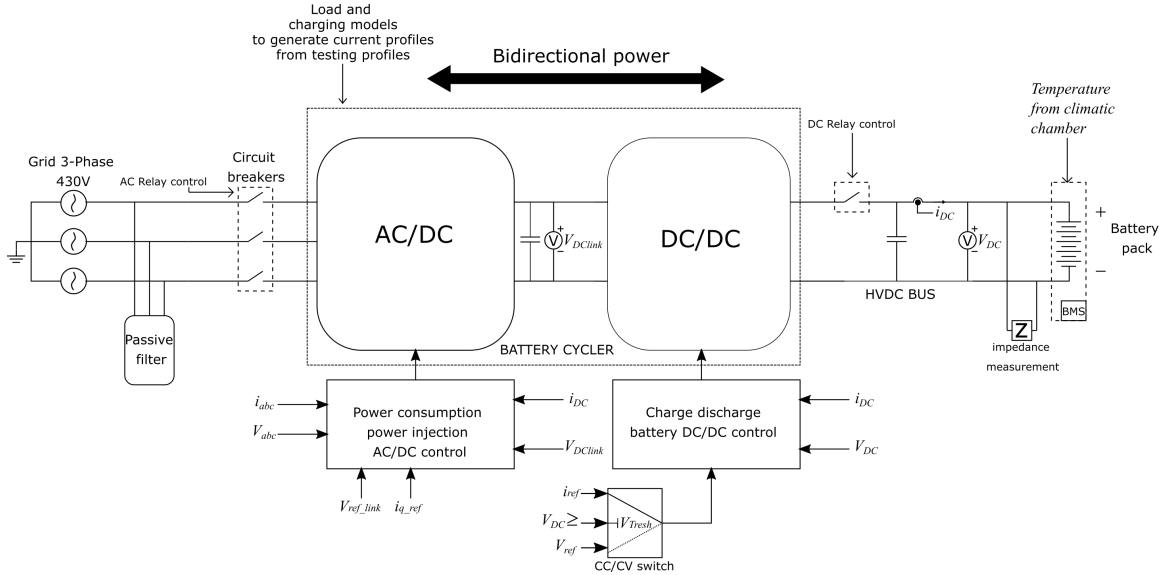 Load and
charging models
to generate current profiles
from testing profiles
Bidirectional power
Temperature
from climatic
chamber
DC Relay control
Grid 3-Phase
430V
AC Relay control
Circuit
breakers
AC/DC
V
+
−
V_DClink
DC/DC
i_DC
V
+
−
V_DC
+
−
Battery
pack
HVDC BUS
BMS
Z
impedance
measurement
Passive
filter
BATTERY CYCLER
i_abc
V_abc
Power consumption
power injection
AC/DC control
i_DC
V_DClink
Charge discharge
battery DC/DC control
i_DC
V_DC
V_ref_link
i_q_ref
i_ref
V_DC ≥
V_Tresh
V_ref
CC/CV switch